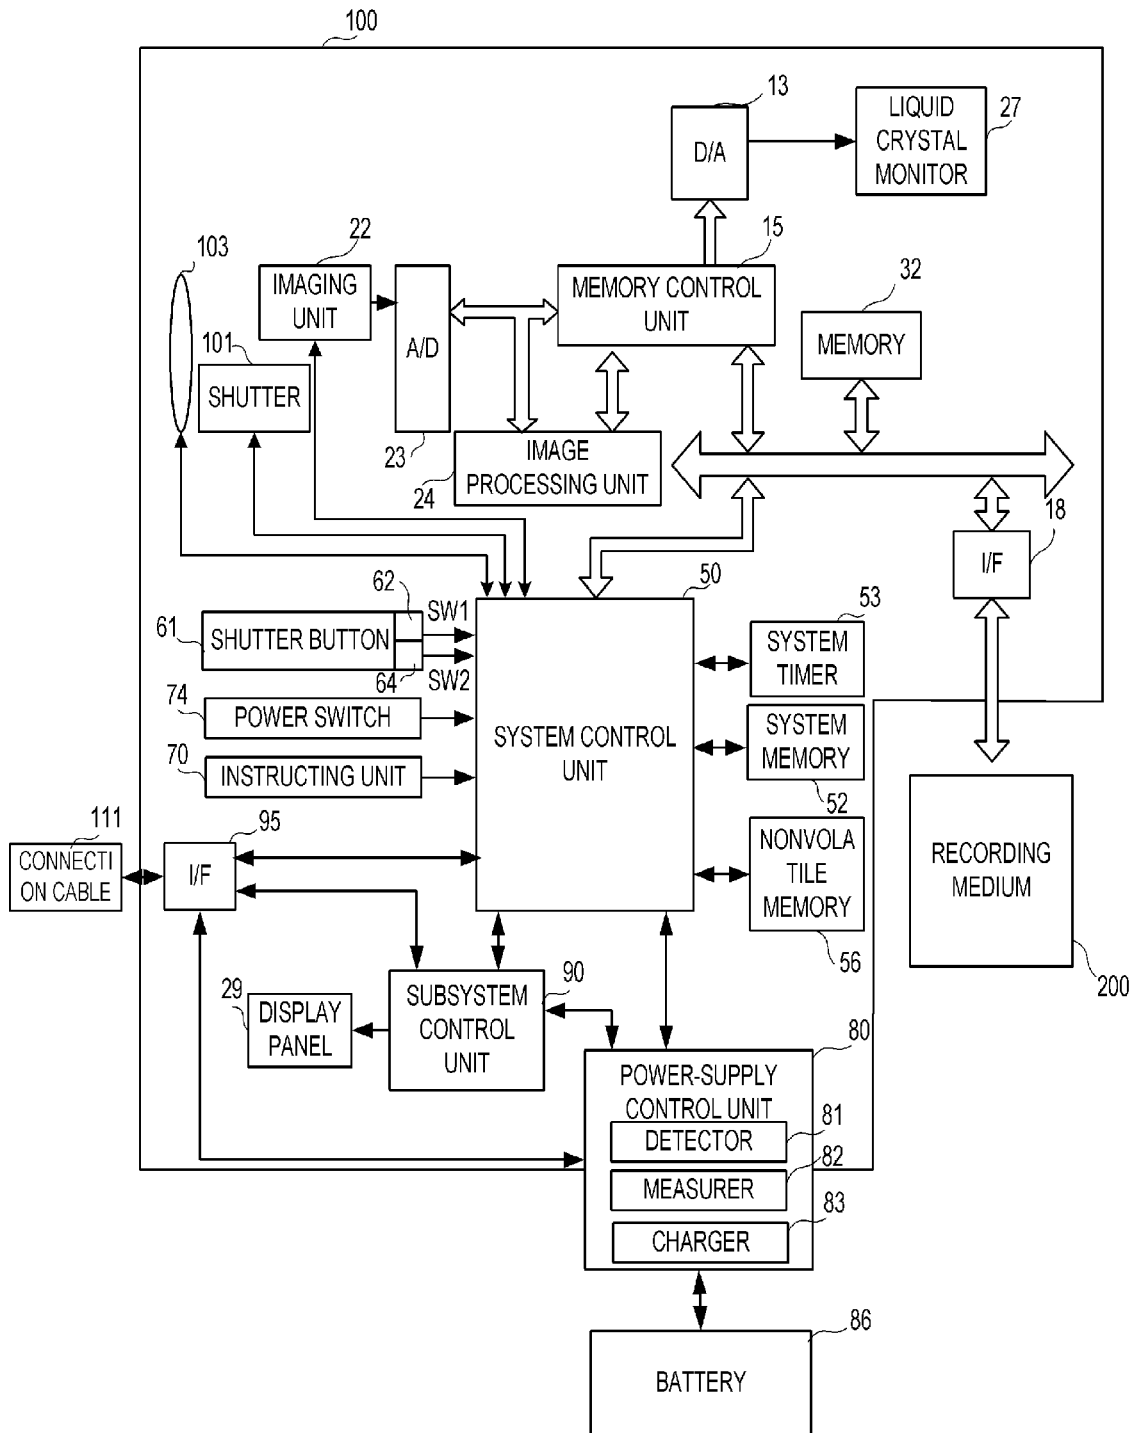 100
13
D/A
LIQUID
CRYSTAL
MONITOR
27
22
IMAGING
UNIT
103
101
SHUTTER
A/D
23
15
MEMORY CONTROL
UNIT
32
MEMORY
IMAGE
PROCESSING UNIT
24
18
I/F
50
62
SW1
61
SHUTTER BUTTON
64
SW2
53
SYSTEM
TIMER
74
POWER SWITCH
SYSTEM CONTROL
UNIT
SYSTEM
MEMORY
52
70
INSTRUCTING UNIT
111
CONNECTI
ON CABLE
95
I/F
NONVOLA
TILE
MEMORY
56
RECORDING
MEDIUM
200
90
SUBSYSTEM
CONTROL
UNIT
29
DISPLAY
PANEL
80
POWER-SUPPLY
CONTROL UNIT
81
DETECTOR
82
MEASURER
83
CHARGER
86
BATTERY